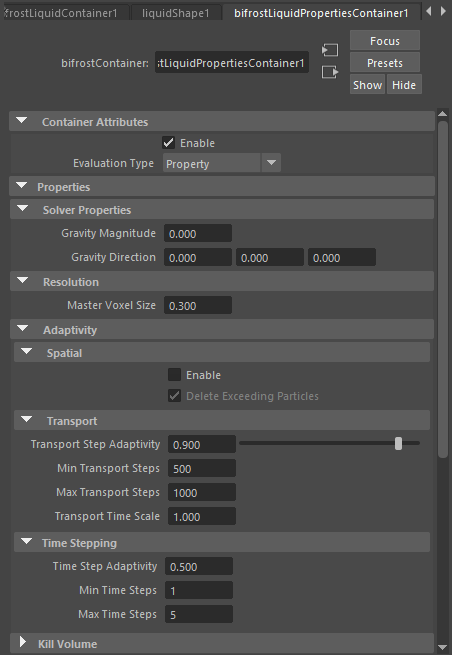 ifrostLiquidContainer1 liquidShape1 bifrostLiquidPropertiesContainer1
Focus
bifrostContainer: stLiquidPropertiesContainer1 Presets
Show Hide
Container Attributes
Enable
Evaluation Type Property
Properties
Solver Properties
Gravity Magnitude 0.000
Gravity Direction 0.000 0.000 0.000
Resolution
Master Voxel Size 0.300
Adaptivity
Spatial
Enable
Delete Exceeding Particles
Transport
Transport Step Adaptivity 0.900
Min Transport Steps 500
Max Transport Steps 1000
Transport Time Scale 1.000
Time Stepping
Time Step Adaptivity 0.500
Min Time Steps 1
Max Time Steps 5
Kill Volume